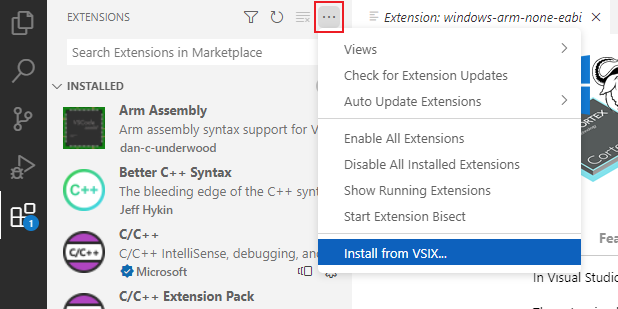 EXTENSIONS
Search Extensions in Marketplace
INSTALLED
Arm Assembly
Arm assembly syntax support for V
dan-c-underwood
Better C++ Syntax
The bleeding edge of the C++ synt
Jeff Hykin
C/C++
C/C++ IntelliSense, debugging, an
Microsoft
C/C++ Extension Pack
1
C++
C/C++
C/C++
Extension: windows-arm-none-eabi
Views
Check for Extension Updates
Auto Update Extensions
Enable All Extensions
Disable All Installed Extensions
Show Running Extensions
Start Extension Bisect
Install from VSIX...
Fea
In Visual Studio